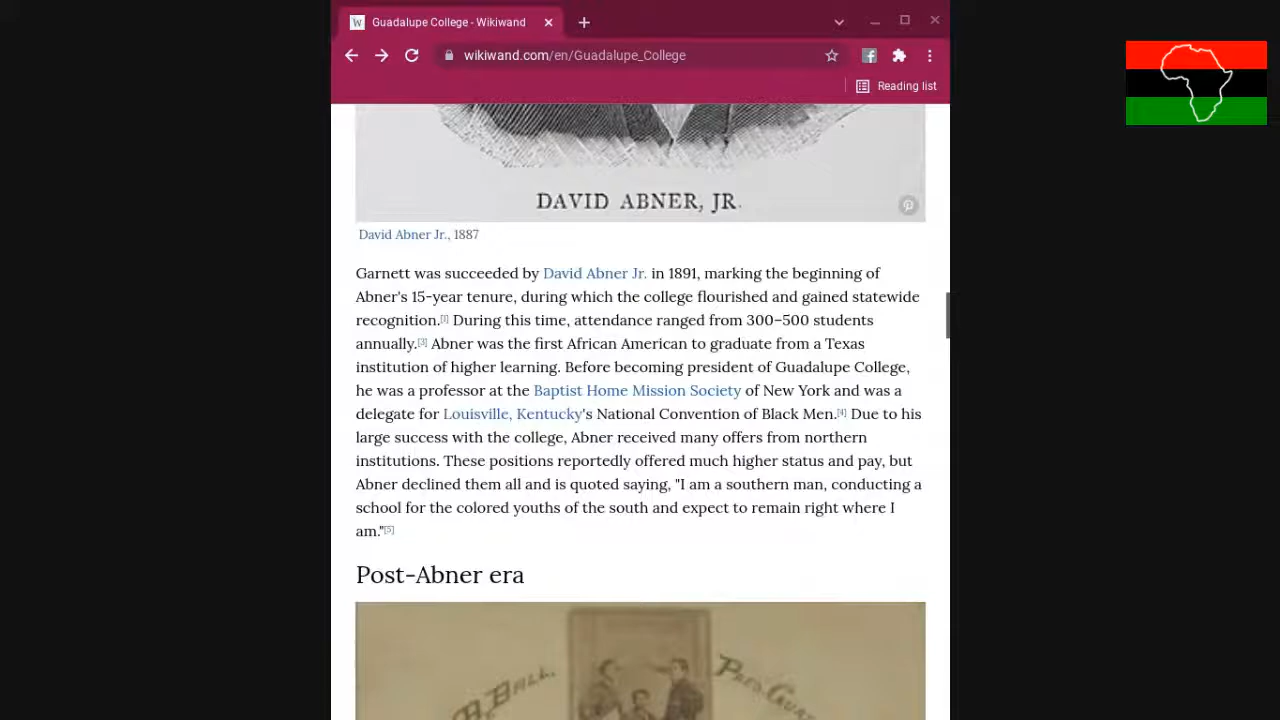 W Guadalupe College - Wikiwand
wikiwand.com/en/Guadalupe_College
Reading list
DAVID ABNER, JR.
David Abner Jr., 1887
Garnett was succeeded by David Abner Jr. in 1891, marking the beginning of
Abner's 15-year tenure, during which the college flourished and gained statewide
recognition.[1] During this time, attendance ranged from 300–500 students
annually.[3] Abner was the first African American to graduate from a Texas
institution of higher learning. Before becoming president of Guadalupe College,
he was a professor at the Baptist Home Mission Society of New York and was a
delegate for Louisville, Kentucky's National Convention of Black Men.[4] Due to his
large success with the college, Abner received many offers from northern
institutions. These positions reportedly offered much higher status and pay, but
Abner declined them all and is quoted saying, "I am a southern man, conducting a
school for the colored youths of the south and expect to remain right where I
am."[5]
Post-Abner era
B. Ball,